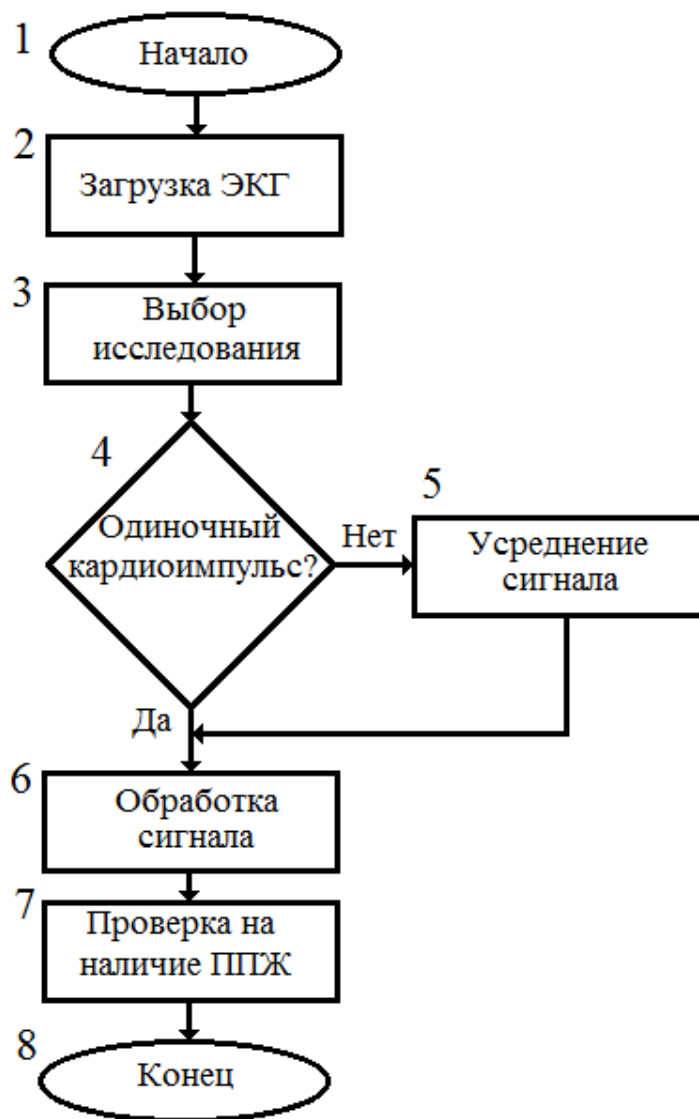 1
Начало
2
Загрузка ЭКГ
3
Выбор
исследования
4
Одиночный
кардиоимпульс?
Нет
5
Усреднение
сигнала
Да
6
Обработка
сигнала
7
Проверка на
наличие ППЖ
8
Конец